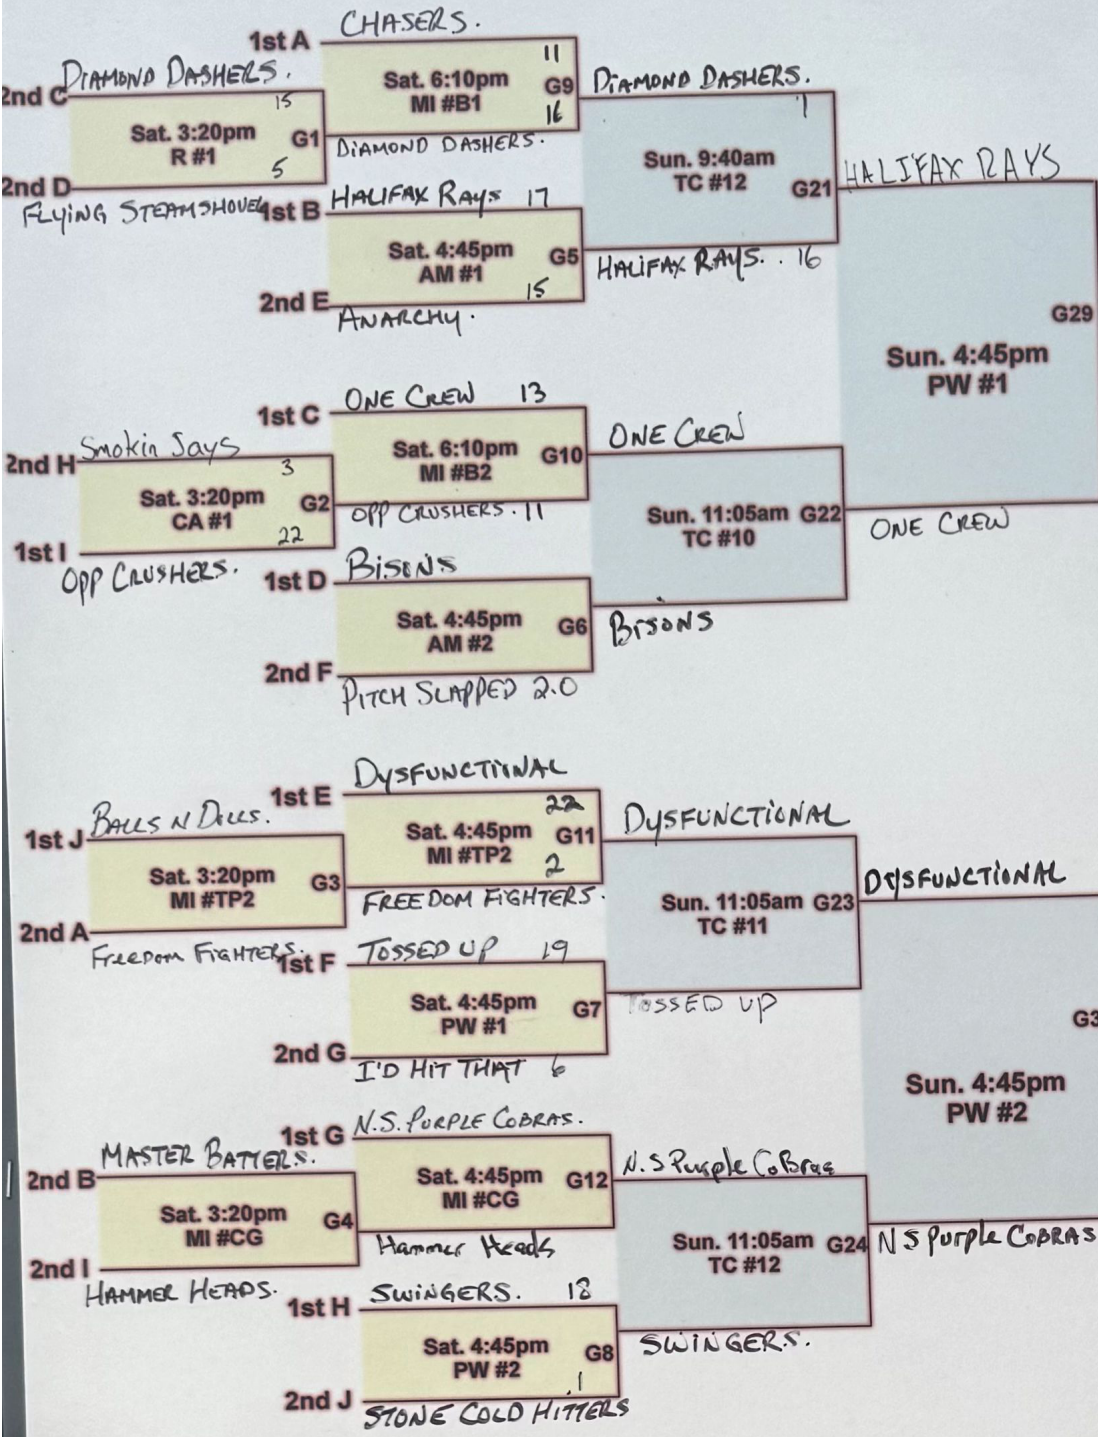 CHASERS.
1st A
11
DIAMOND DASHERS.
2nd C
15
Sat. 6:10pm
MI #B1
G9
16
DIAMOND DASHERS.
7
Sat. 3:20pm
R #1
G1
5
DIAMOND DASHERS.
2nd D
FLYING STEAMSHOVEL
Sun. 9:40am
TC #12
G21
HALIFAX RAYS
1st B
HALIFAX RAYS 17
Sat. 4:45pm
AM #1
G5
15
HALIFAX RAYS. . 16
2nd E
ANARCHY.
G29
Sun. 4:45pm
PW #1
1st C
ONE CREW 13
Smokin Jays
2nd H
3
Sat. 6:10pm
MI #B2
G10
ONE CREW
Sat. 3:20pm
CA #1
G2
22
OPP CRUSHERS. 11
1st I
OPP CRUSHERS.
Sun. 11:05am
TC #10
G22
ONE CREW
1st D
BISONS
Sat. 4:45pm
AM #2
G6
BISONS
2nd F
PITCH SLAPPED 2.0
1st E
DYSFUNCTIONAL
22
1st J
BALLS N DILLS.
Sat. 4:45pm
MI #TP2
G11
2
DYSFUNCTIONAL
Sat. 3:20pm
MI #TP2
G3
FREEDOM FIGHTERS.
2nd A
FREEDOM FIGHTERS.
Sun. 11:05am
TC #11
G23
DYSFUNCTIONAL
1st F
TOSSED UP 19
Sat. 4:45pm
PW #1
G7
TOSSED UP
2nd G
I'D HIT THAT 6
G3
Sun. 4:45pm
PW #2
1st G
N.S. PURPLE COBRAS.
MASTER BATTERS.
2nd B
Sat. 4:45pm
MI #CG
G12
N.S Purple CoBras
Sat. 3:20pm
MI #CG
G4
Hammer Heads
2nd I
HAMMER HEADS.
Sun. 11:05am
TC #12
G24
N S Purple COBRAS
1st H
SWINGERS. 18
Sat. 4:45pm
PW #2
G8
1
SWINGERS.
2nd J
STONE COLD HITTERS